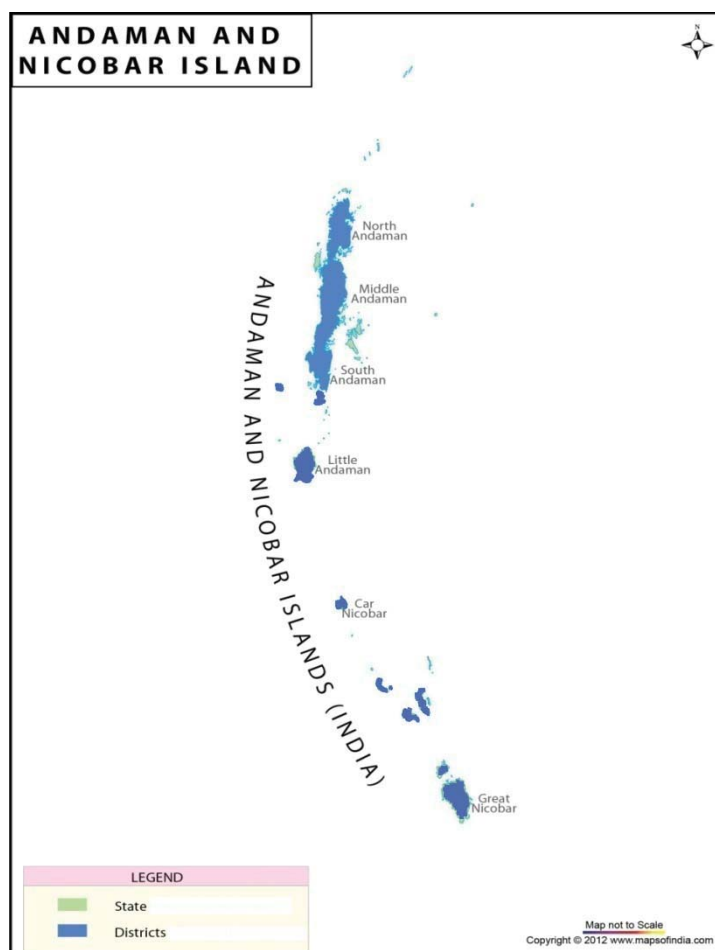 ANDAMAN AND
NICOBAR ISLAND
N
North
Andaman
Middle
Andaman
South
Andaman
Little
Andaman
ANDAMAN AND NICOBAR ISLANDS (INDIA)
Car
Nicobar
Great
Nicobar
LEGEND
State
Districts
Map not to Scale
Copyright © 2012 www.mapsofindia.com